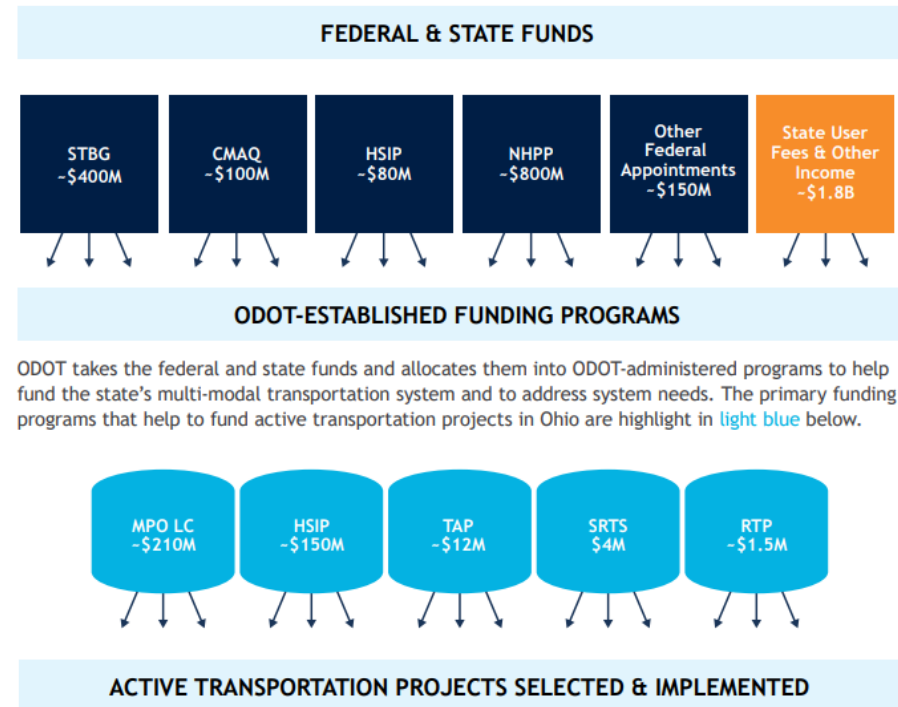 FEDERAL & STATE FUNDS
STBG
~$400M
CMAQ
~$100M
HSIP
~$80M
NHPP
~$800M
Other
Federal
Appointments
~$150M
State User
Fees & Other
Income
~$1.8B
ODOT-ESTABLISHED FUNDING PROGRAMS
ODOT takes the federal and state funds and allocates them into ODOT-administered programs to help
fund the state's multi-modal transportation system and to address system needs. The primary funding
programs that help to fund active transportation projects in Ohio are highlight in light blue below.
MPO LC
~$210M
HSIP
~$150M
TAP
~$12M
SRTS
$4M
RTP
~$1.5M
ACTIVE TRANSPORTATION PROJECTS SELECTED & IMPLEMENTED